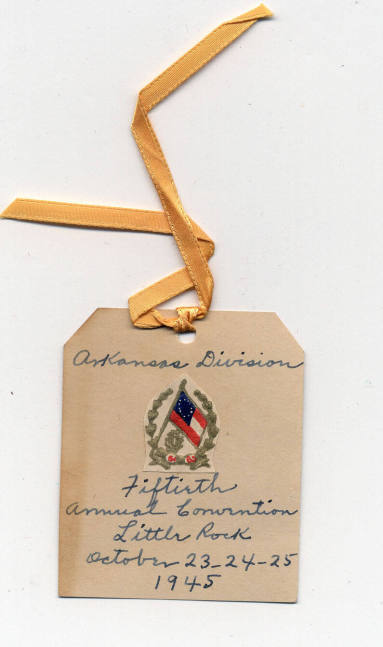 Arkansas Division
Fiftieth
Annual Convention
Little Rock
October 23-24-25
1945